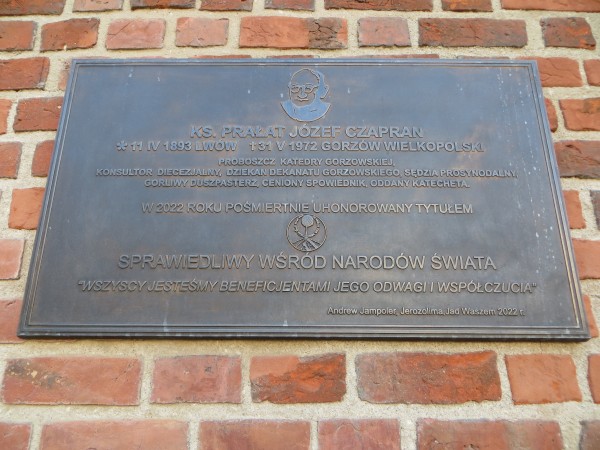 KS. PRAŁAT JÓZEF CZAPRAN
* 11 IV 1893 LWÓW † 31 V 1972 GORZÓW WIELKOPOLSKI
PROBOSZCZ KATEDRY GORZOWSKIEJ,
KONSULTOR DIECEZJALNY, DZIEKAN DEKANATU GORZOWSKIEGO, SĘDZIA PROSYNODALNY
GORLIWY DUSZPASTERZ, CENIONY SPOWIEDNIK, ODDANY KATECHETA.
W 2022 ROKU POŚMIERTNIE UHONOROWANY TYTUŁEM
SPRAWIEDLIWY WŚRÓD NARODÓW ŚWIATA
"WSZYSCY JESTEŚMY BENEFICJENTAMI JEGO ODWAGI I WSPÓŁCZUCIA"
Andrew Jampoler, Jerozolima, Jad Waszem 2022 r.